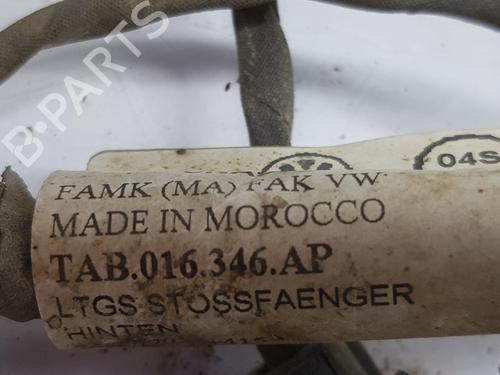 B-PARTS
04S
FAMK (MA) FAK VW
MADE IN MOROCCO
TAB.016.346.AP
LTGS STOSSFAENGER
HINTEN